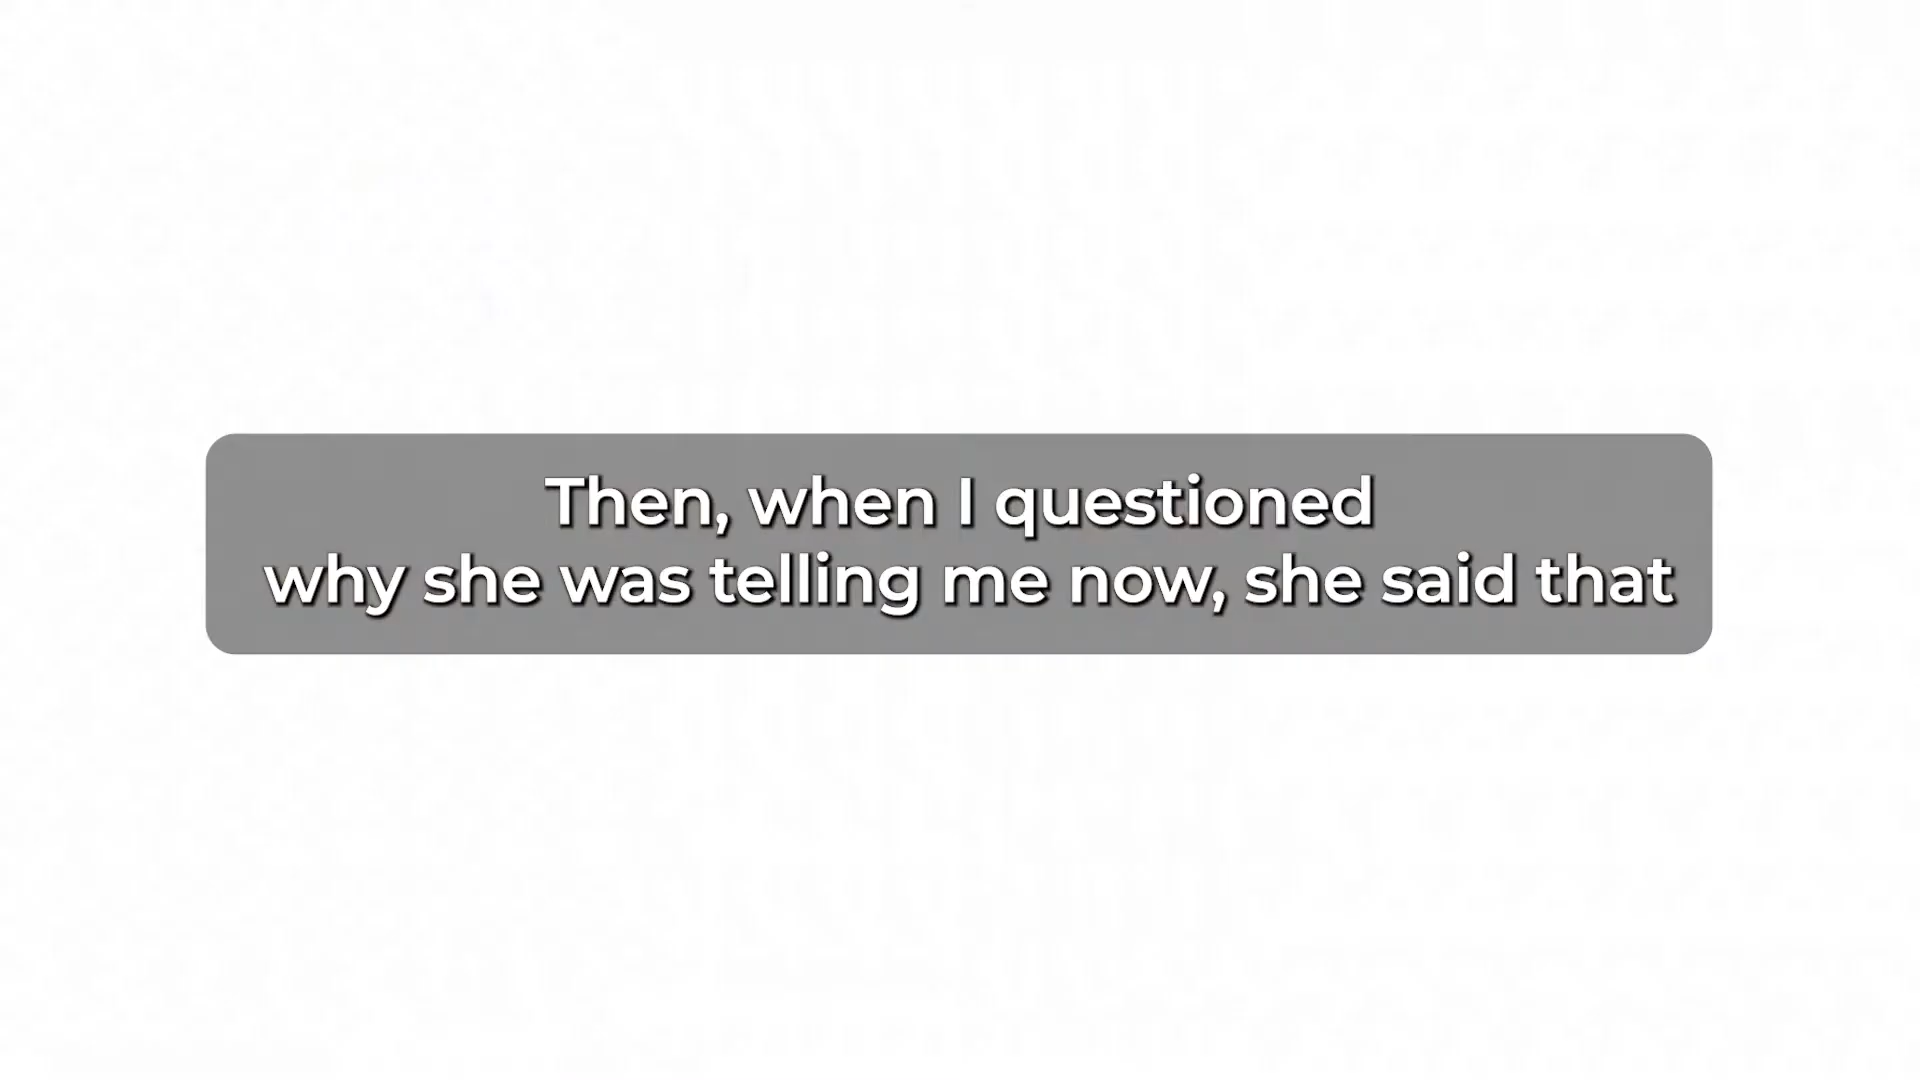 Then, when I questioned
why she was telling me now, she said that